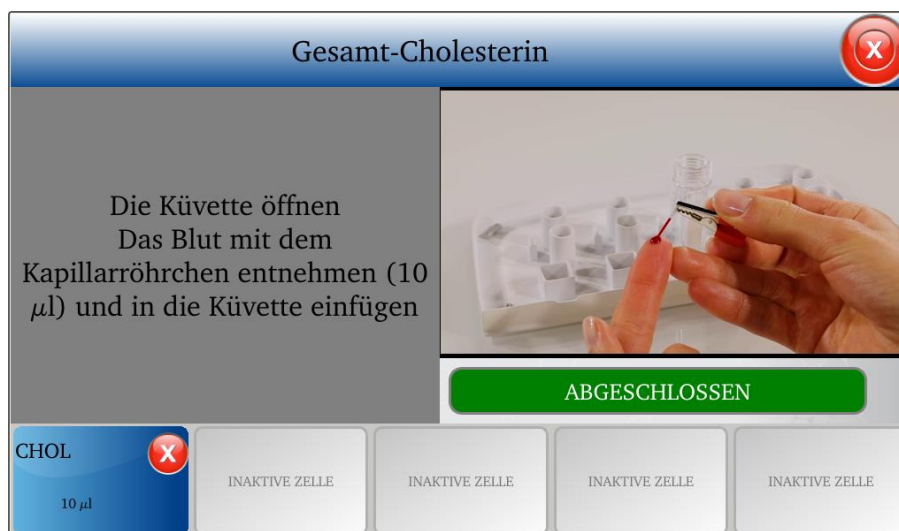 Gesamt-Cholesterin
X
Die Küvette öffnen
Das Blut mit dem
Kapillarröhrchen entnehmen (10
μl) und in die Küvette einfügen
ABGESCHLOSSEN
CHOL
X
10 μl
INAKTIVE ZELLE
INAKTIVE ZELLE
INAKTIVE ZELLE
INAKTIVE ZELLE